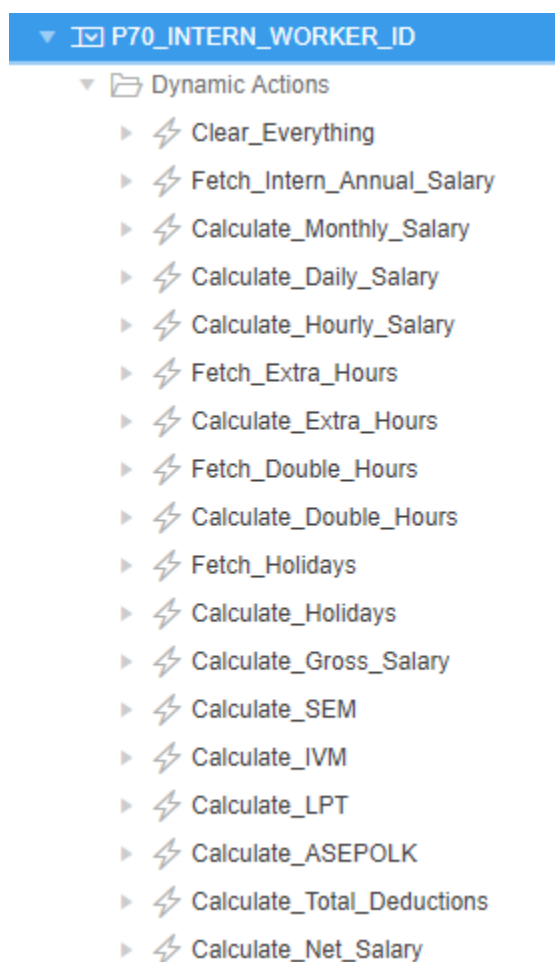 P70_INTERN_WORKER_ID
Dynamic Actions
Clear_Everything
Fetch_Intern_Annual_Salary
Calculate_Monthly_Salary
Calculate_Daily_Salary
Calculate_Hourly_Salary
Fetch_Extra_Hours
Calculate_Extra_Hours
Fetch_Double_Hours
Calculate_Double_Hours
Fetch_Holidays
Calculate_Holidays
Calculate_Gross_Salary
Calculate_SEM
Calculate_IVM
Calculate_LPT
Calculate_ASEPOLK
Calculate_Total_Deductions
Calculate_Net_Salary